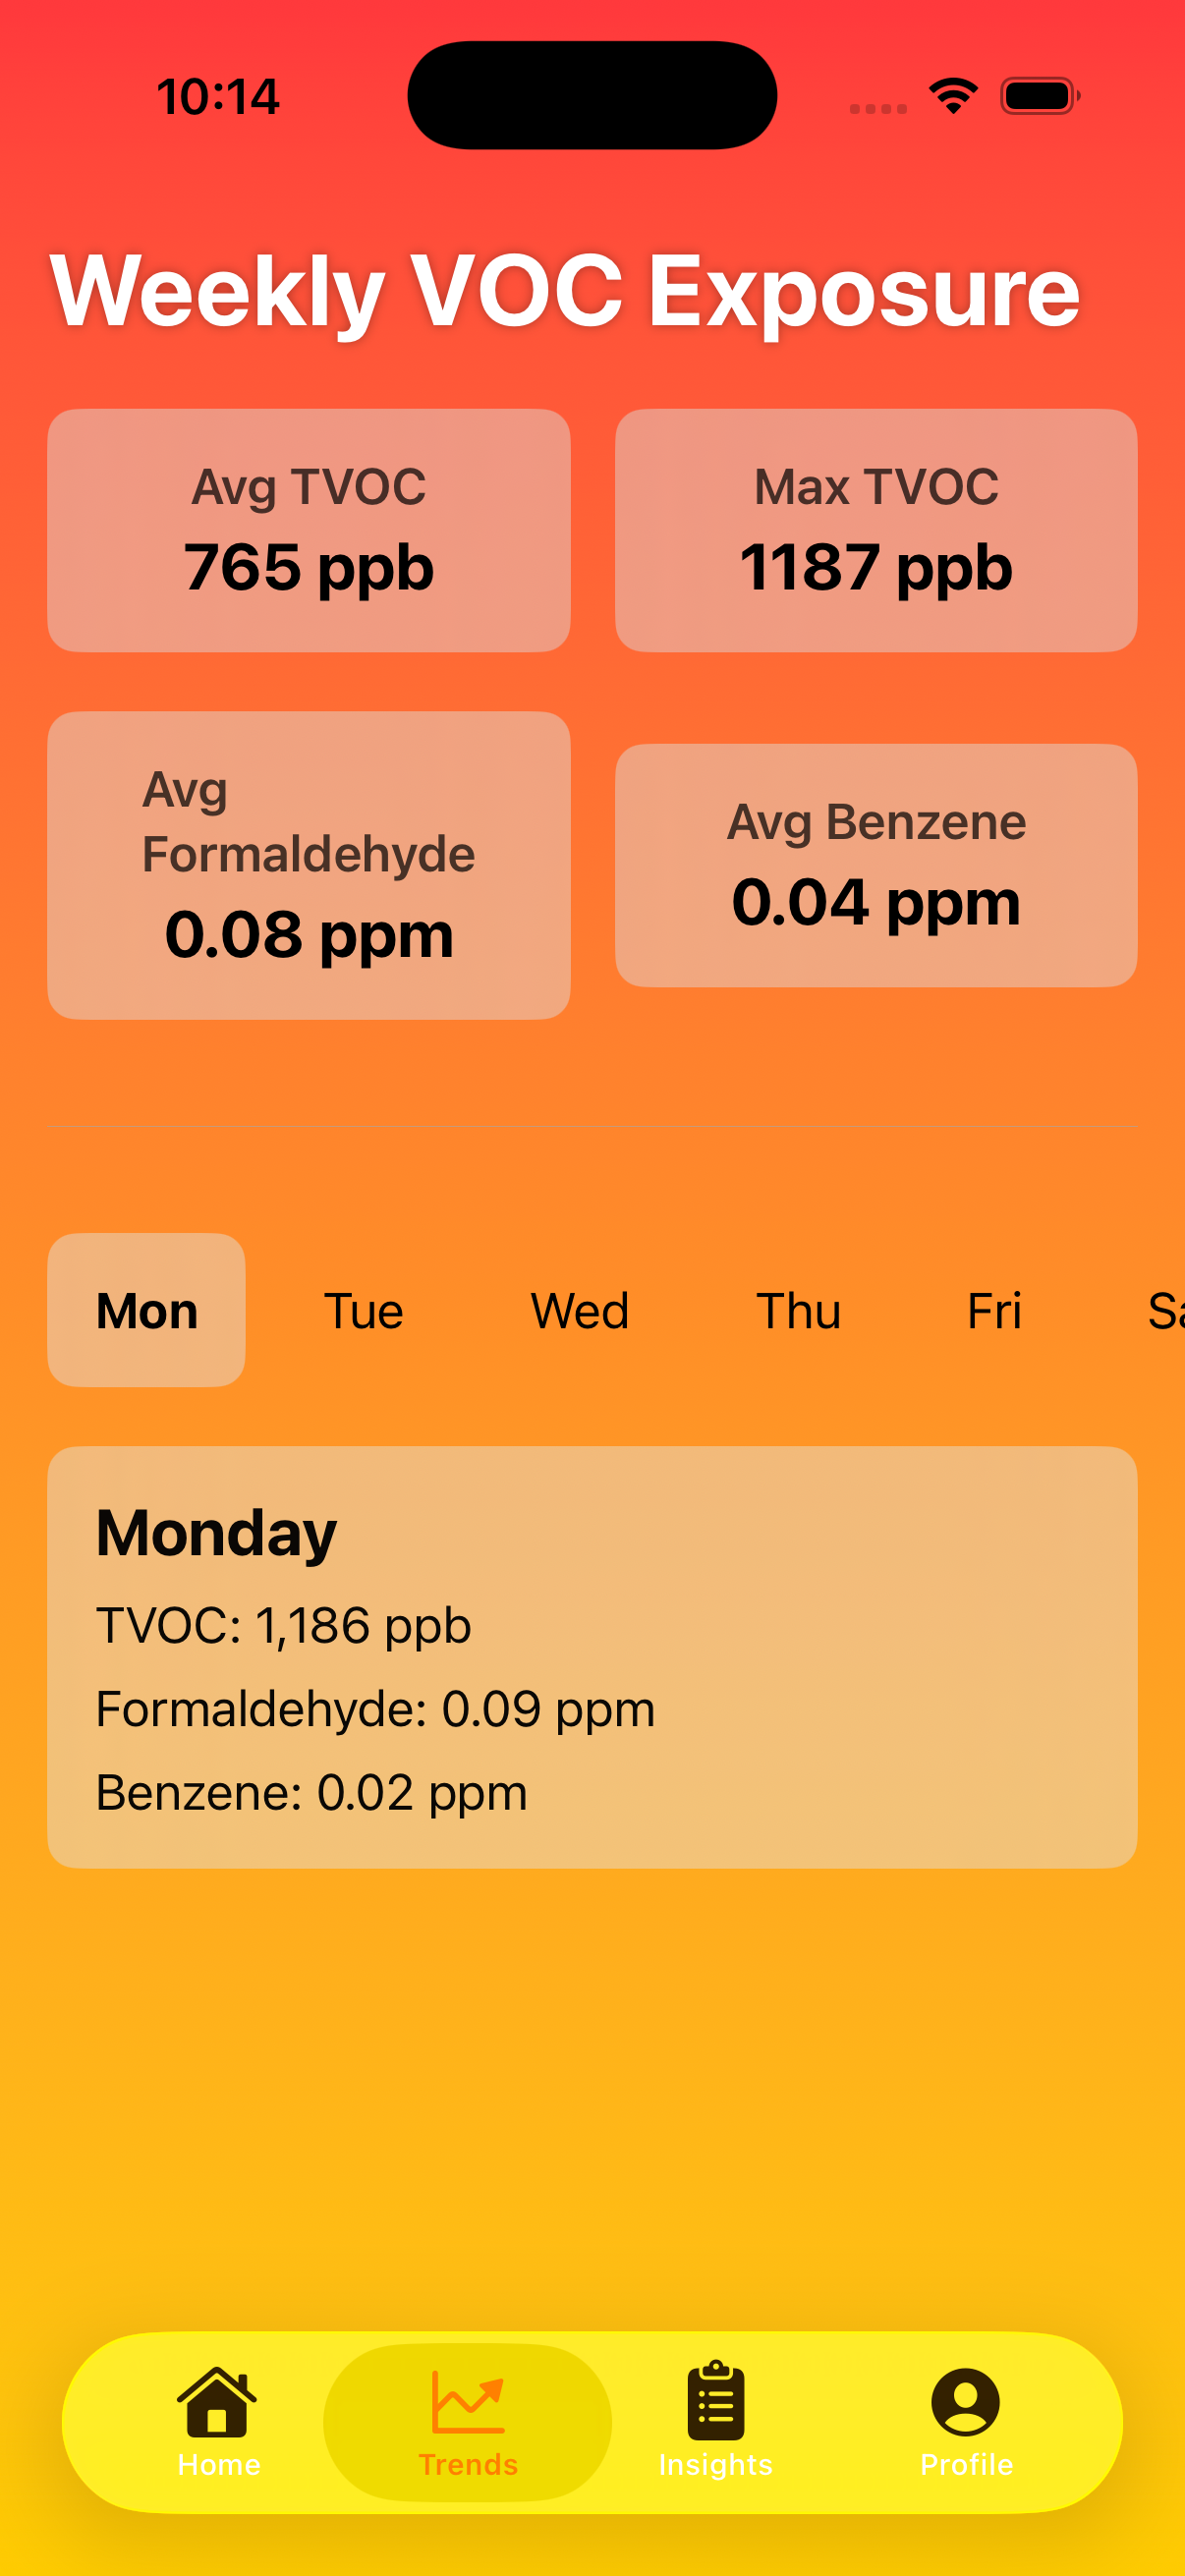 10:14
Weekly VOC Exposure
Avg TVOC
765 ppb
Max TVOC
1187 ppb
Avg
Formaldehyde
0.08 ppm
Avg Benzene
0.04 ppm
Mon Tue Wed Thu Fri Sa
Monday
TVOC: 1,186 ppb
Formaldehyde: 0.09 ppm
Benzene: 0.02 ppm
Home Trends Insights Profile